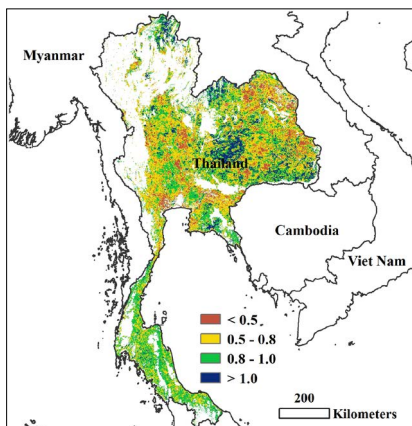 Myanmar
Thailand
Cambodia
Viet Nam
< 0.5
0.5 - 0.8
0.8 - 1.0
> 1.0
200
Kilometers